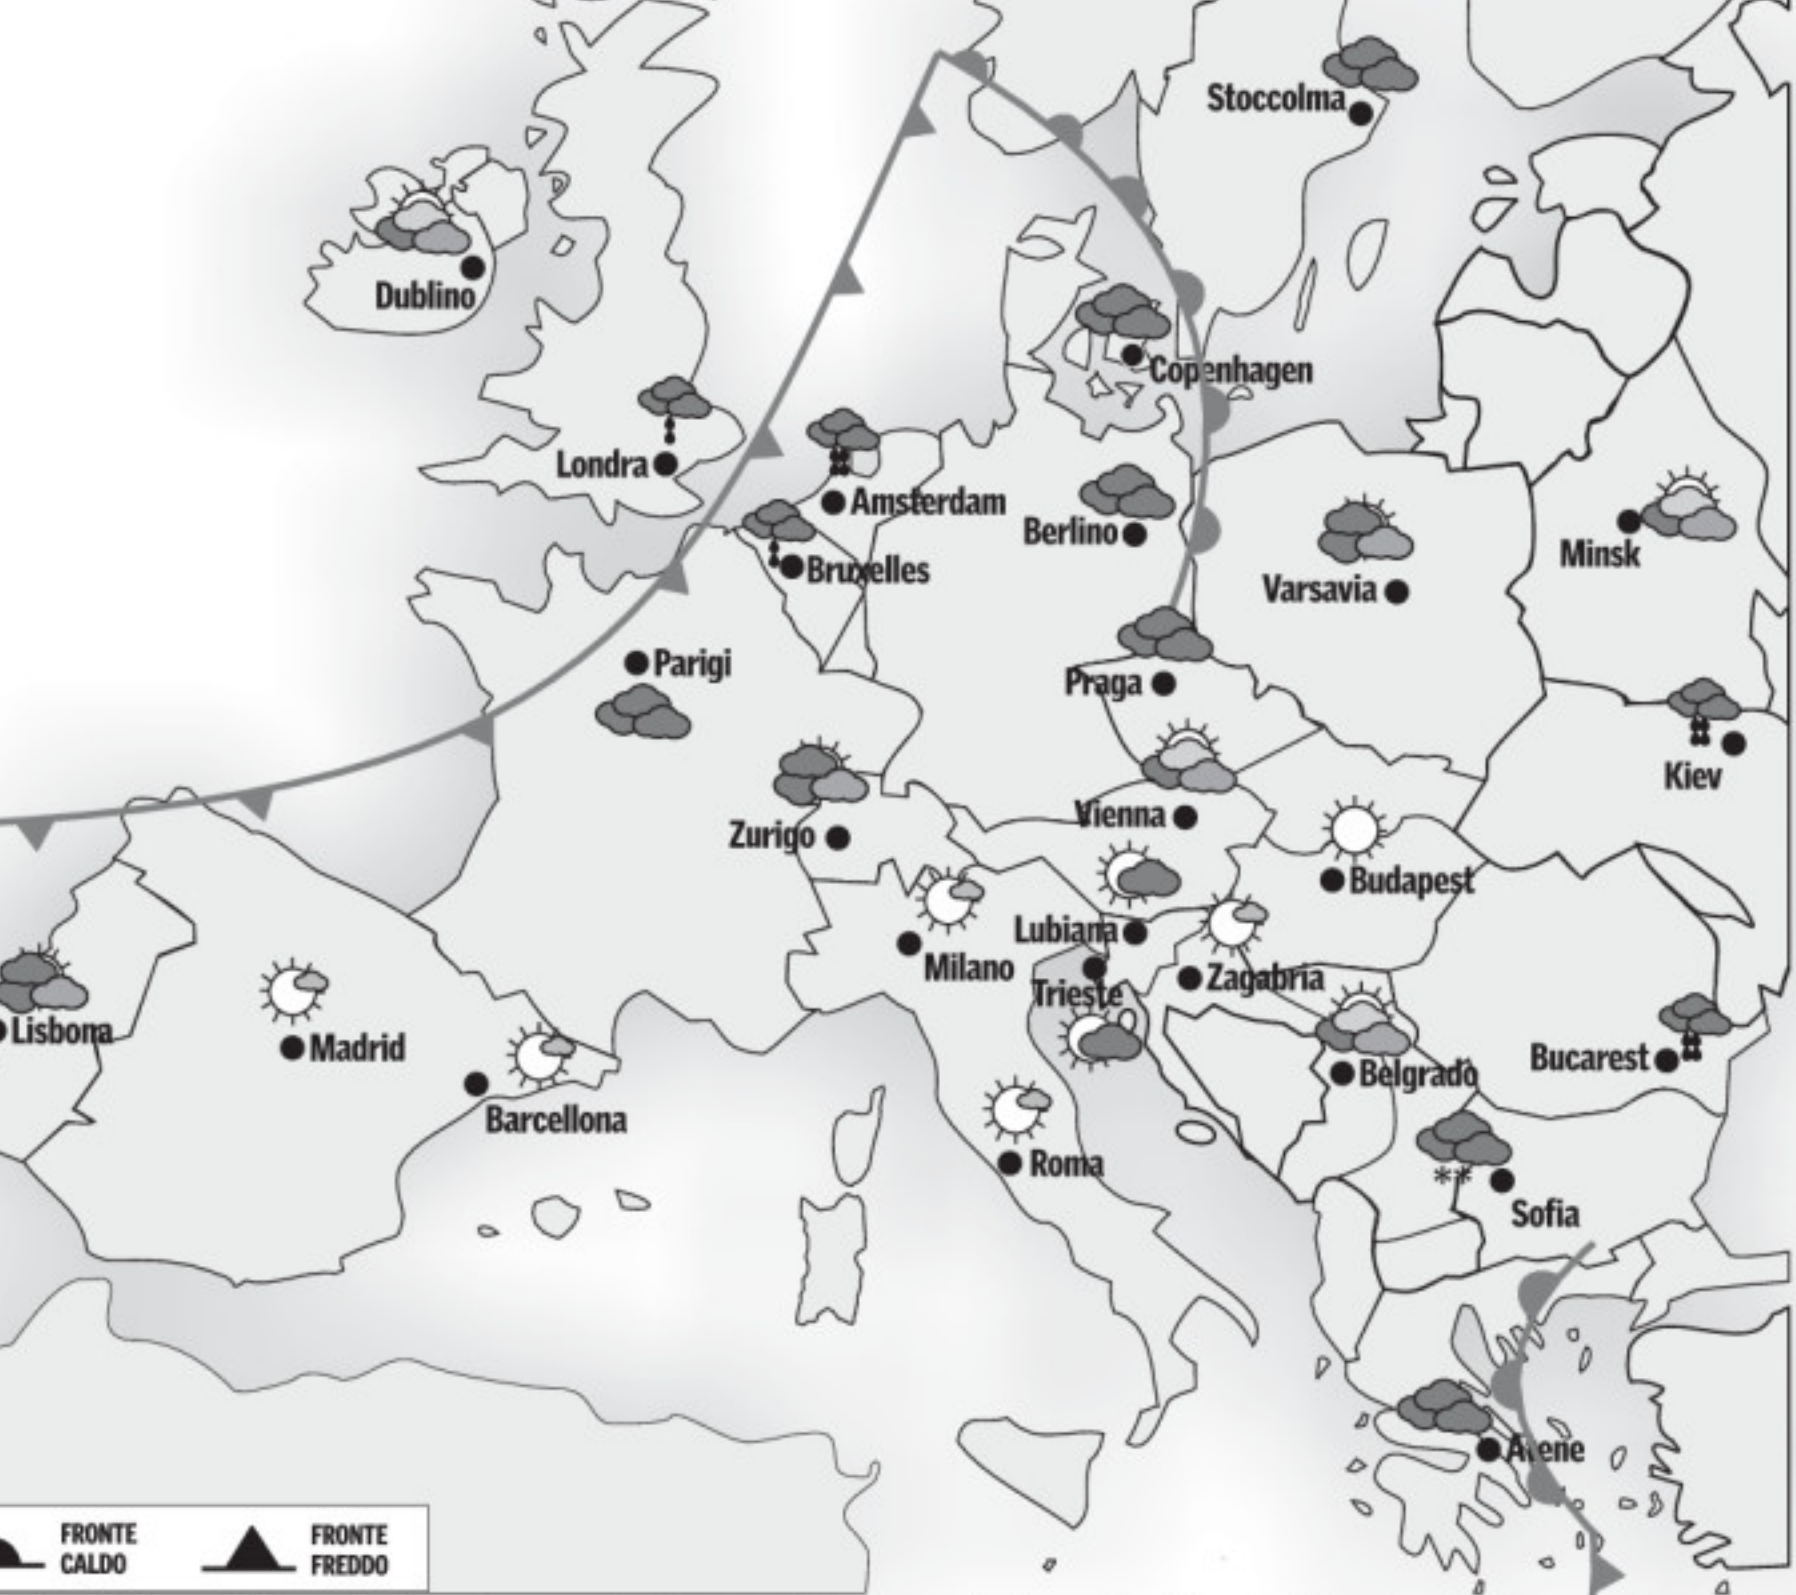 Stoccolma
Dublino
Copenhagen
Londra
Amsterdam
Berlino
Minsk
Bruxelles
Varsavia
Parigi
Praga
Kiev
Vienna
Zurigo
Budapest
Lubiana
Milano
Zagabria
Trieste
Lisbona
Madrid
Bucarest
Belgrado
Barcellona
Roma
Sofia
Atene
FRONTE
CALDO
FRONTE
FREDDO